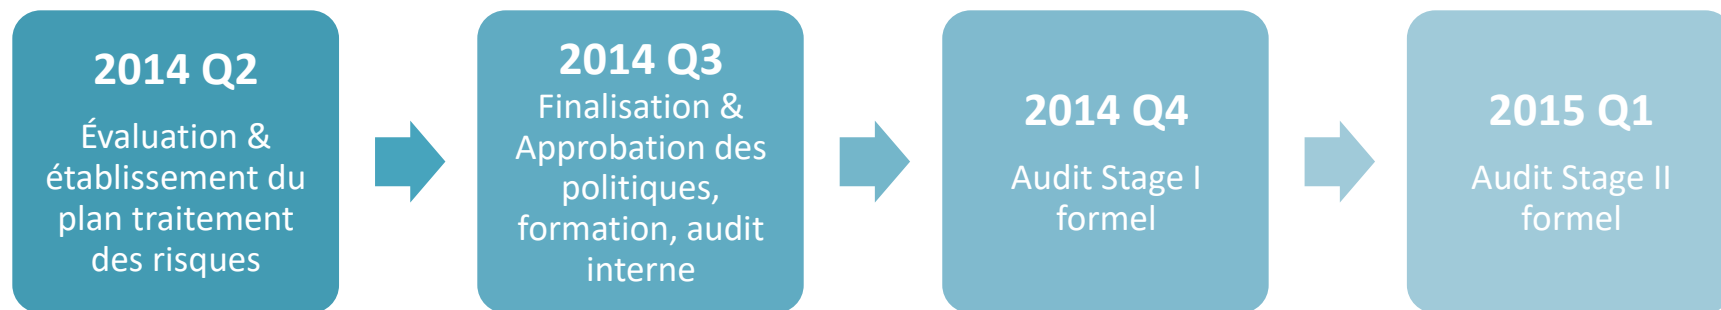 2014 Q2
Évaluation &
établissement du
plan traitement
des risques
2014 Q3
Finalisation &
Approbation des
politiques,
formation, audit
interne
2014 Q4
Audit Stage I
formel
2015 Q1
Audit Stage II
formel